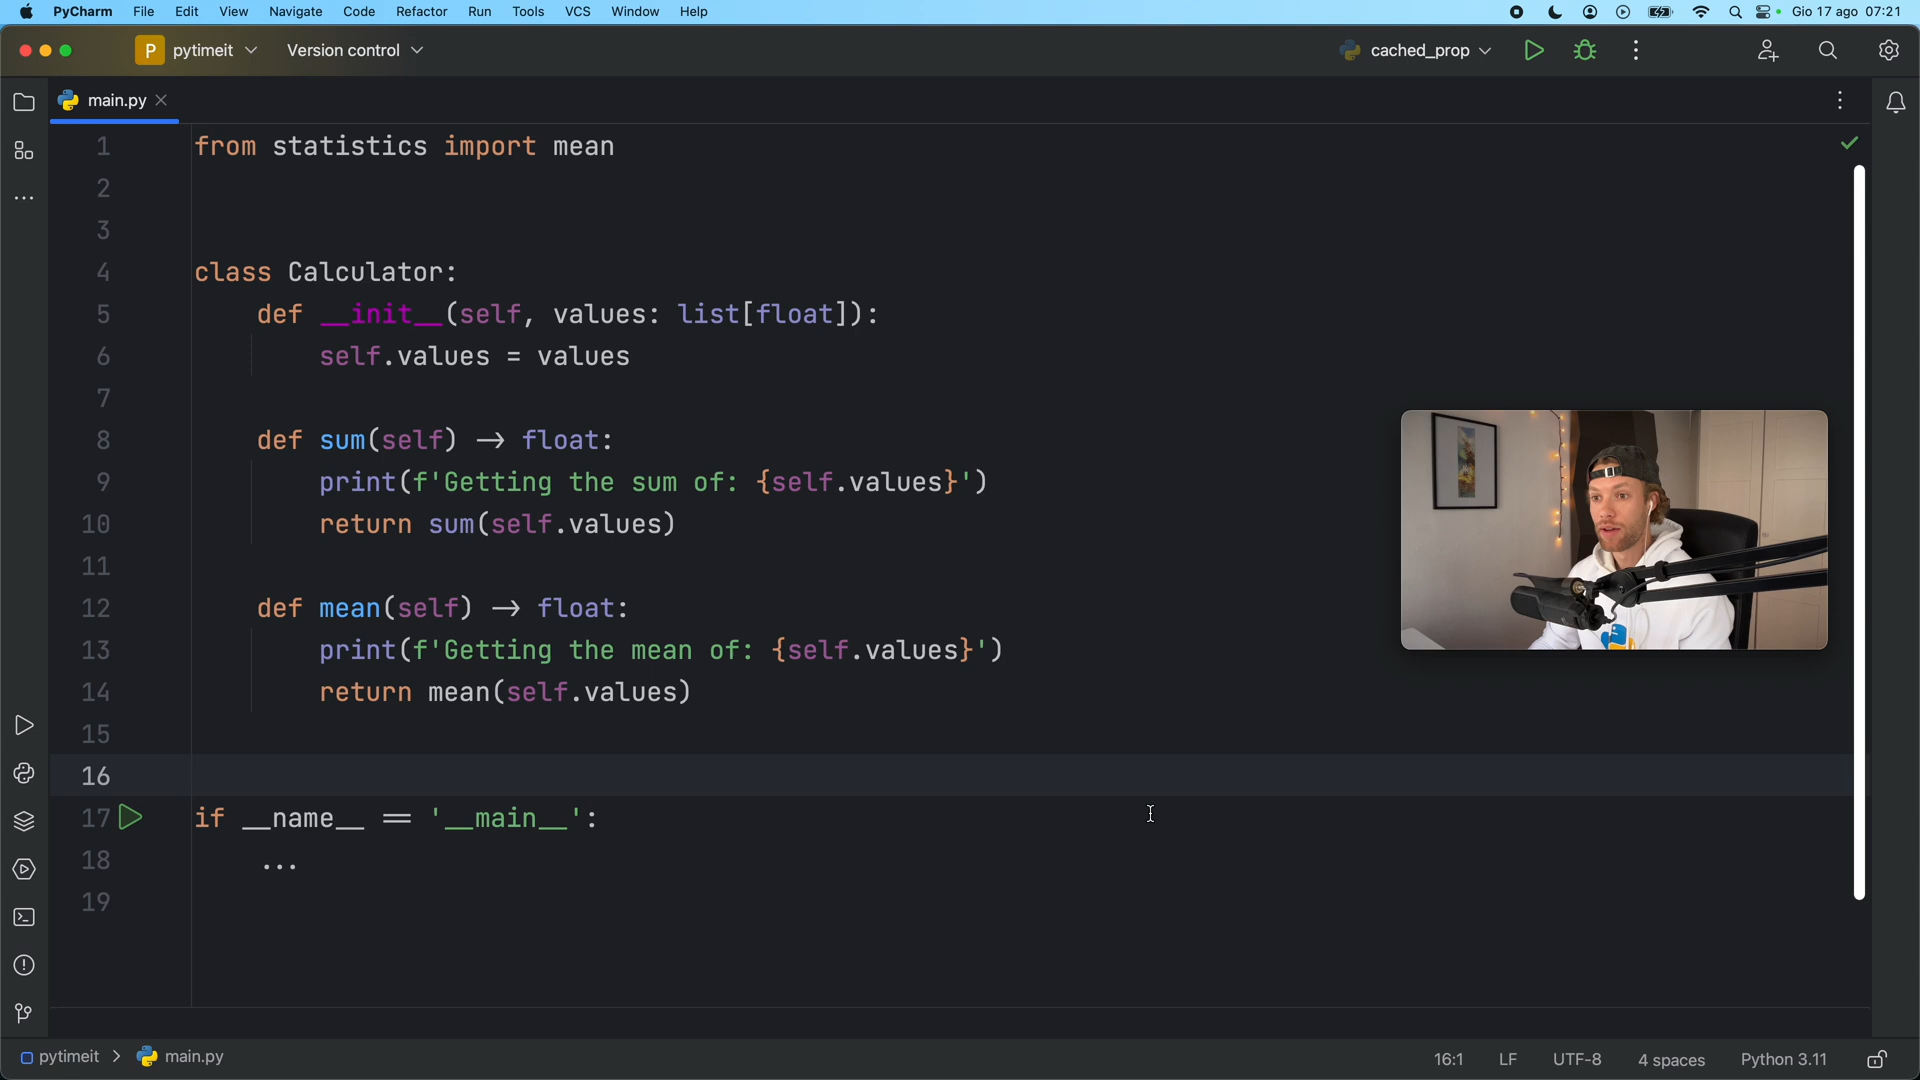 PyCharm File Edit View Navigate Code Refactor Run Tools VCS Window Help Gio 17 ago 07:21
P pytimeit Version control cached_prop
main.py
1 from statistics import mean
2
3
4 class Calculator:
5 def __init__(self, values: list[float]):
6 self.values = values
7
8 def sum(self) → float:
9 print(f'Getting the sum of: {self.values}')
10 return sum(self.values)
11
12 def mean(self) → float:
13 print(f'Getting the mean of: {self.values}')
14 return mean(self.values)
15
16
17 if __name__ == '__main__':
18 ...
19
pytimeit > main.py 16:1 LF UTF-8 4 spaces Python 3.11